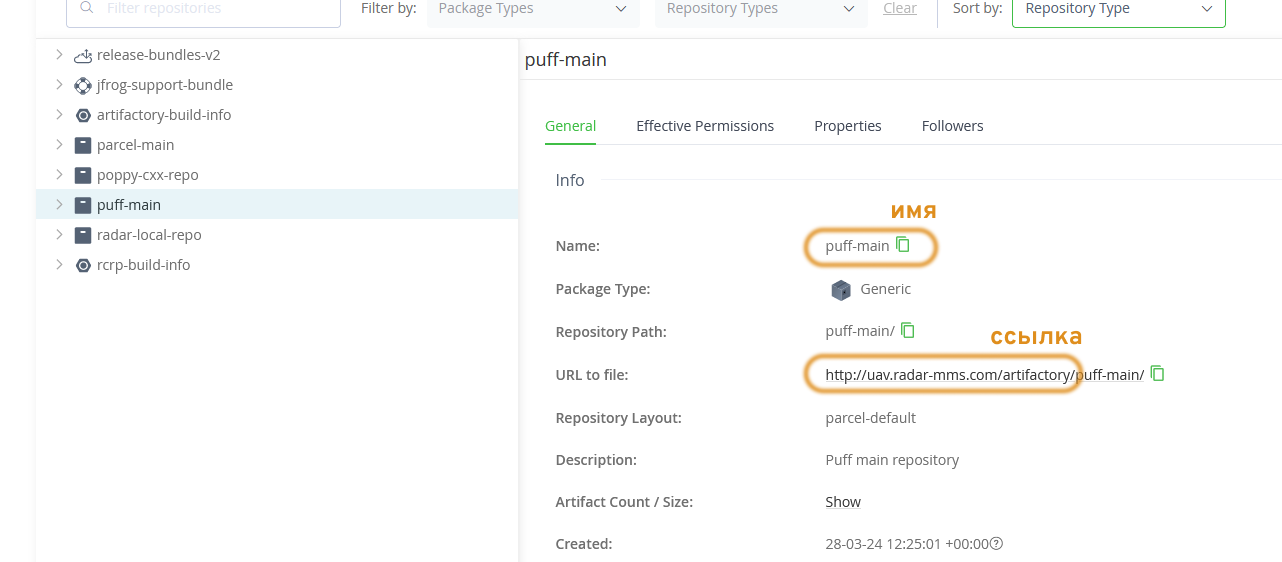 Filter repositories
Filter by:
Package Types
Repository Types
Clear
Sort by:
Repository Type
release-bundles-v2
jfrog-support-bundle
artifactory-build-info
parcel-main
poppy-cxx-repo
puff-main
radar-local-repo
rcrp-build-info
puff-main
General Effective Permissions Properties Followers
Info
имя
Name: puff-main
Package Type: Generic
Repository Path: puff-main/
ссылка
URL to file: http://uav.radar-mms.com/artifactory/puff-main/
Repository Layout: parcel-default
Description: Puff main repository
Artifact Count / Size: Show
Created: 28-03-24 12:25:01 +00:00